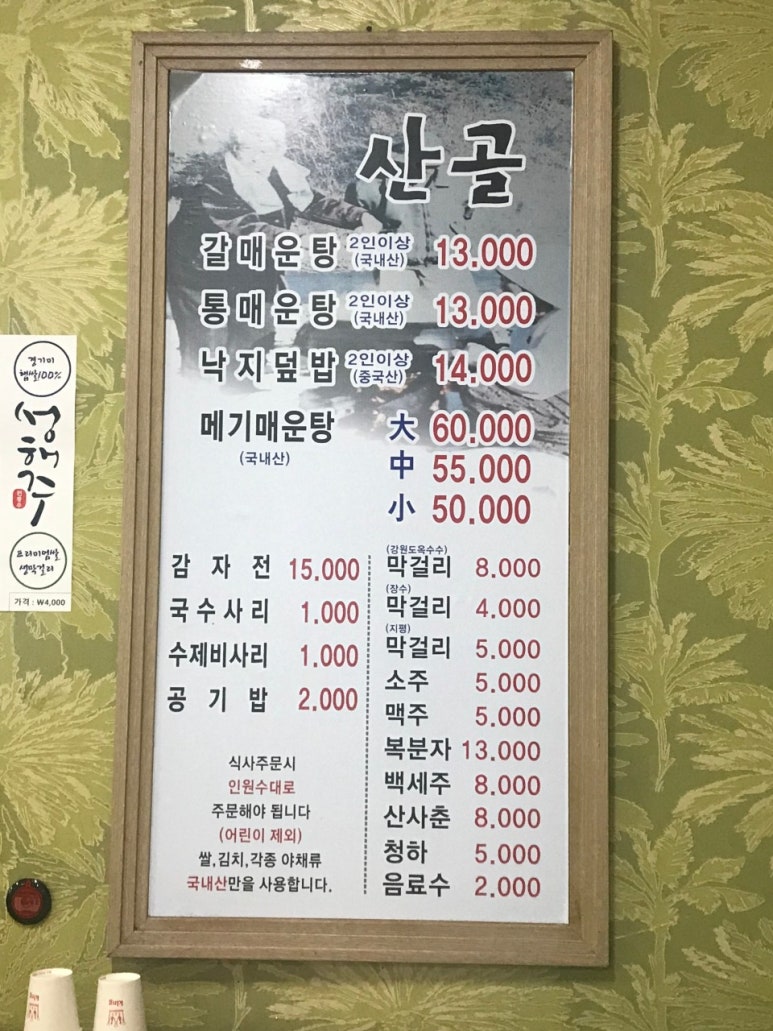 산골
갈매운탕 2인이상 (국내산) 13.000
통매운탕 2인이상 (국내산) 13.000
낙지덮밥 2인이상 (중국산) 14.000
메기매운탕 (국내산) 大 60.000
中 55.000
小 50.000
감자전 15.000
국수사리 1.000
수제비사리 1.000
공기밥 2.000
식사주문시
인원수대로
주문해야 됩니다
(어린이 제외)
쌀,김치,각종 야채류
국내산만을 사용합니다.
(강원도옥수수)
막걸리 8.000
(장수)
막걸리 4.000
(지평)
막걸리 5.000
소주 5.000
맥주 5.000
복분자 13.000
백세주 8.000
산사춘 8.000
청하 5.000
음료수 2.000
경기미
햅쌀100%
성해주
프리미엄쌀
생막걸리
가격 : ₩4,000